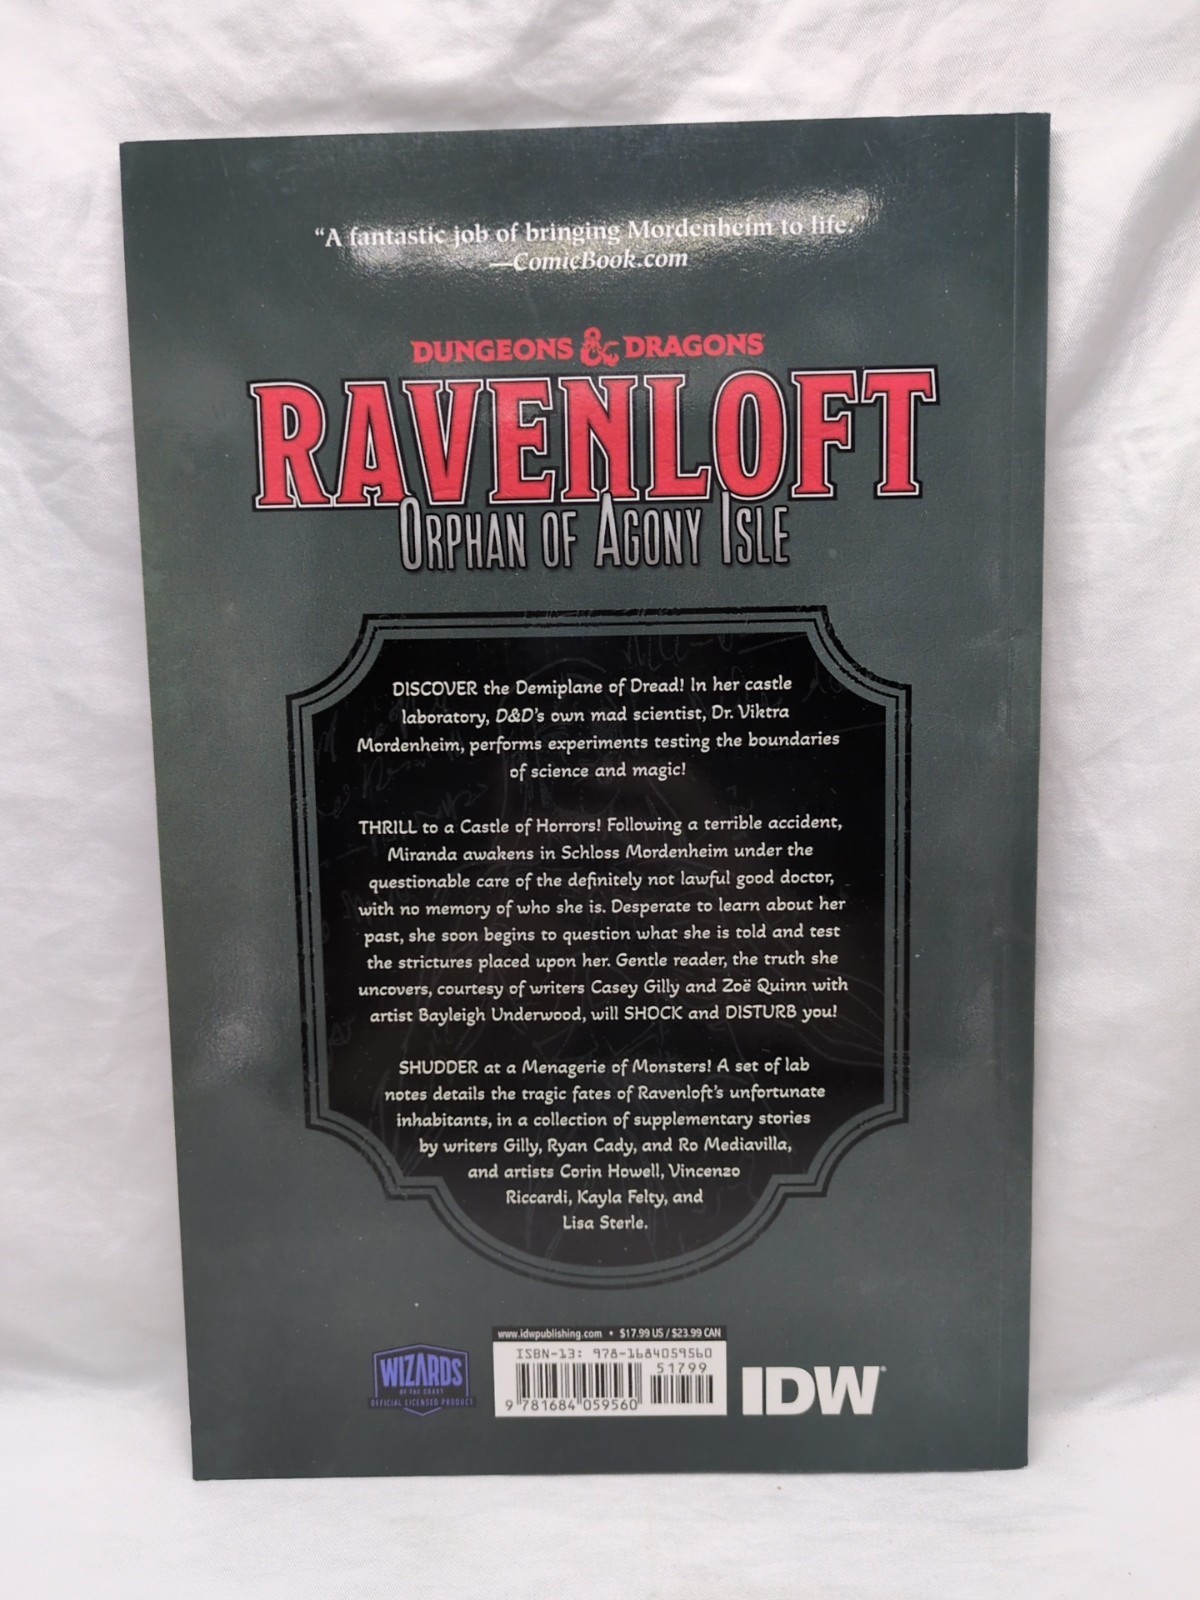 “A fantastic job of bringing Mordenheim to life.”
—ComicBook.com
DUNGEONS & DRAGONS
RAVENLOFT
ORPHAN OF AGONY ISLE
DISCOVER the Demiplane of Dread! In her castle
laboratory, D&D's own mad scientist, Dr. Viktra
Mordenheim, performs experiments testing the boundaries
of science and magic!
THRILL to a Castle of Horrors! Following a terrible accident,
Miranda awakens in Schloss Mordenheim under the
questionable care of the definitely not lawful good doctor,
with no memory of who she is. Desperate to learn about her
past, she soon begins to question what she is told and test
the strictures placed upon her. Gentle reader, the truth she
uncovers, courtesy of writers Casey Gilly and Zoë Quinn with
artist Bayleigh Underwood, will SHOCK and DISTURB you!
SHUDDER at a Menagerie of Monsters! A set of lab
notes details the tragic fates of Ravenloft's unfortunate
inhabitants, in a collection of supplementary stories
by writers Gilly, Ryan Cady, and Ro Mediavilla,
and artists Corin Howell, Vincenzo
Riccardi, Kayla Felty, and
Lisa Sterle.
www.idwpublishing.com • $17.99 US / $23.99 CAN
ISBN-13: 978-1684059560
51799
9 781684 059560
WIZARDS
OF THE COAST
OFFICIAL LICENSED PRODUCT
IDW®